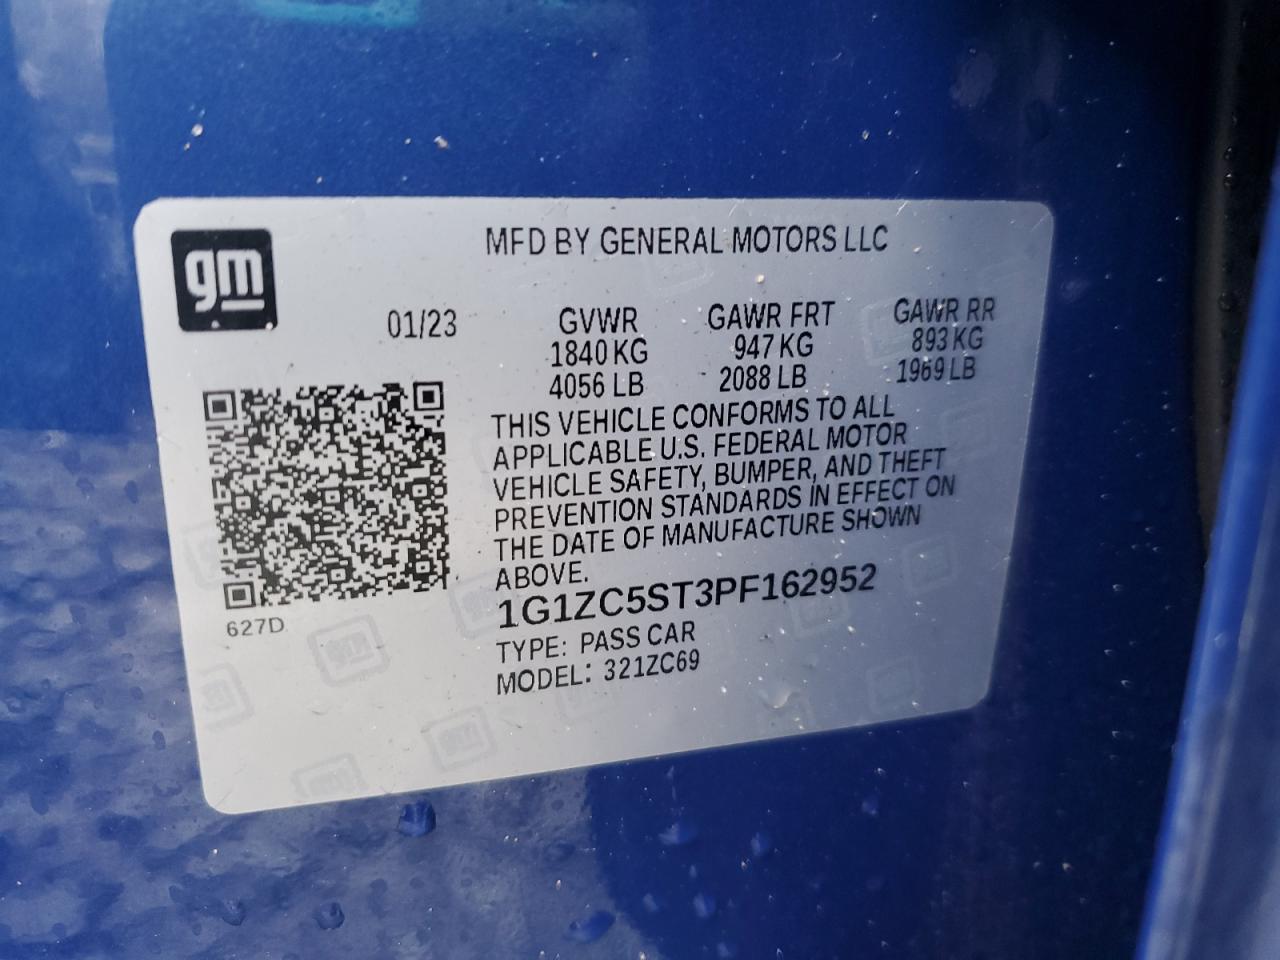 gm
MFD BY GENERAL MOTORS LLC
01/23 GVWR GAWR FRT GAWR RR
1840 KG 947 KG 893 KG
4056 LB 2088 LB 1969 LB
THIS VEHICLE CONFORMS TO ALL
APPLICABLE U.S. FEDERAL MOTOR
VEHICLE SAFETY, BUMPER, AND THEFT
PREVENTION STANDARDS IN EFFECT ON
THE DATE OF MANUFACTURE SHOWN
ABOVE.
1G1ZC5ST3PF162952
627D
TYPE: PASS CAR
MODEL: 321ZC69